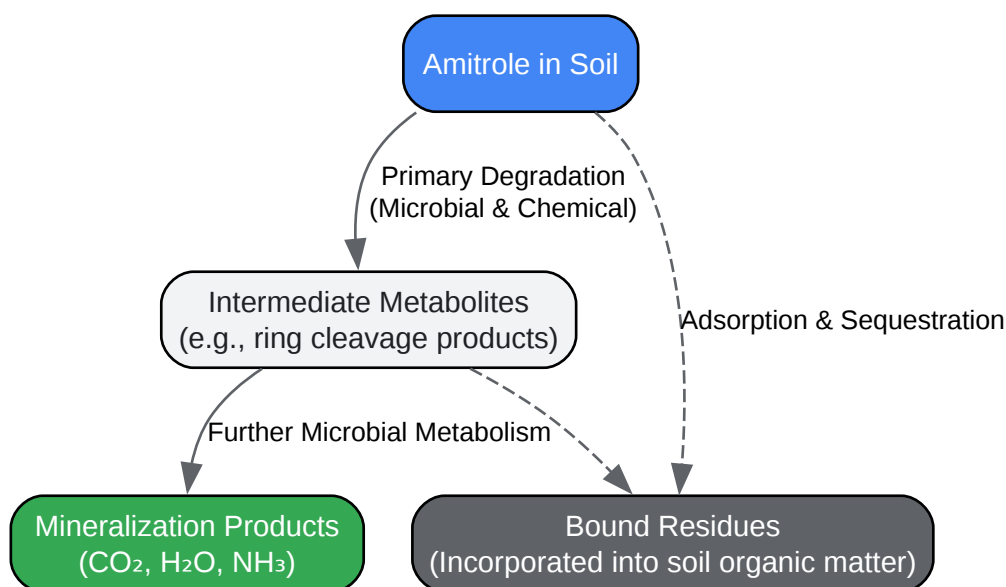 Amitrole in Soil
Primary Degradation
(Microbial & Chemical)
Intermediate Metabolites
(e.g., ring cleavage products)
Adsorption & Sequestration
Further Microbial Metabolism
Mineralization Products
(CO₂, H₂O, NH₃)
Bound Residues
(Incorporated into soil organic matter)